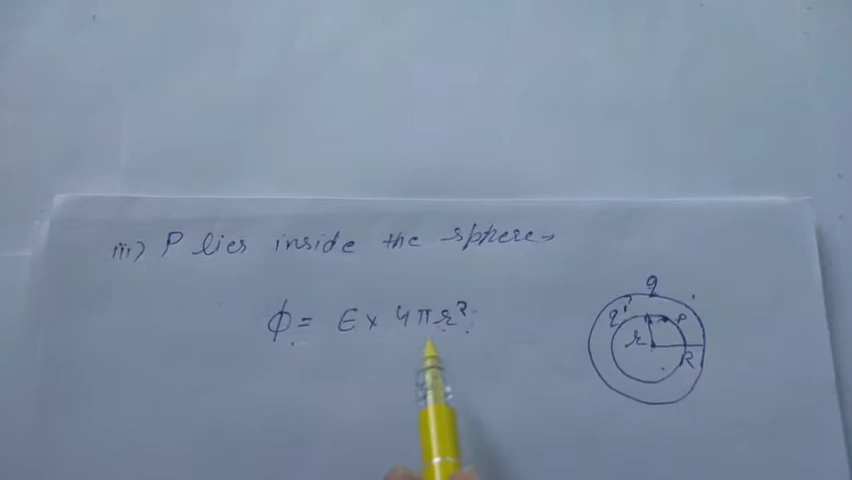 iii) P lies inside the sphere→
Φ = E × 4πr²
q
q'
P
r
R